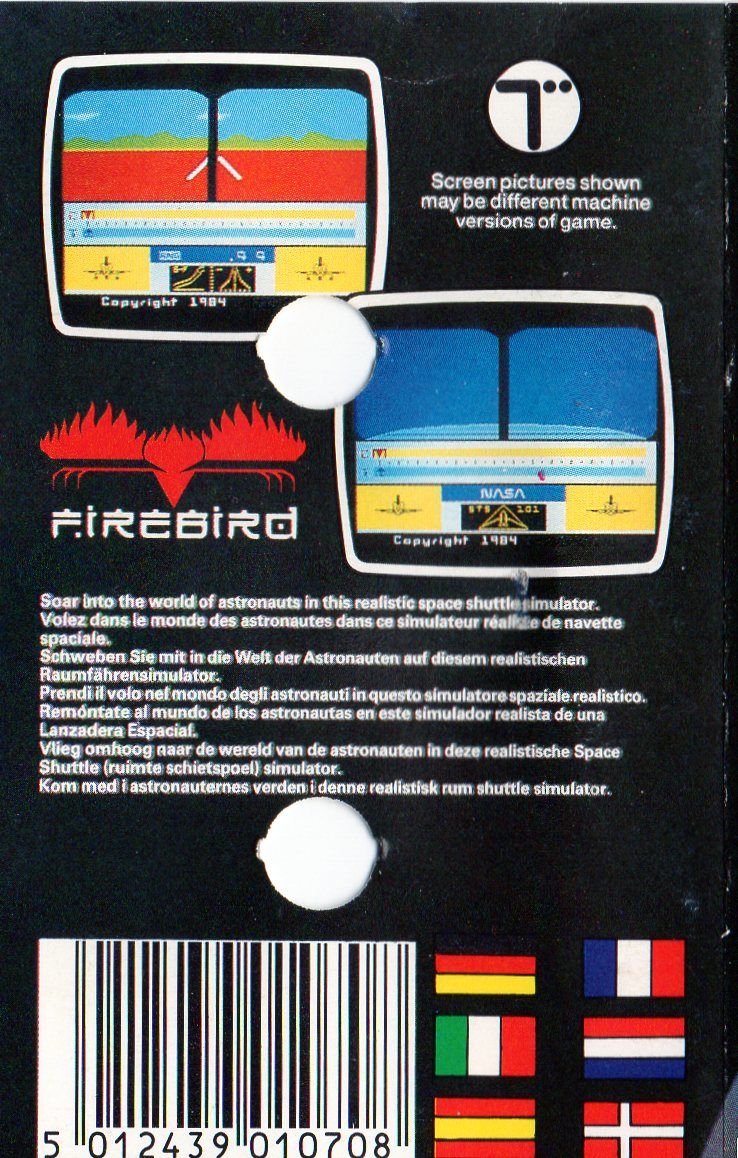 Screen pictures shown
may be different machine
versions of game.
RNG
Copyright 1984
NASA
STS 101
Copyright 1984
FIREBIRD
Soar into the world of astronauts in this realistic space shuttle simulator.
Volez dans le monde des astronautes dans ce simulateur réaliste de navette
spaciale.
Schweben Sie mit in die Welt der Astronauten auf diesem realistischen
Raumfährensimulator.
Prendi il volo nel mondo degli astronauti in questo simulatore spaziale realistico.
Remóntate al mundo de los astronautas en este simulador realista de una
Lanzadera Espacial.
Vlieg omhoog naar de wereld van de astronauten in deze realistische Space
Shuttle (ruimte schietspoel) simulator.
Kom med i astronauternes verden i denne realistisk rum shuttle simulator.
5 012439 010708